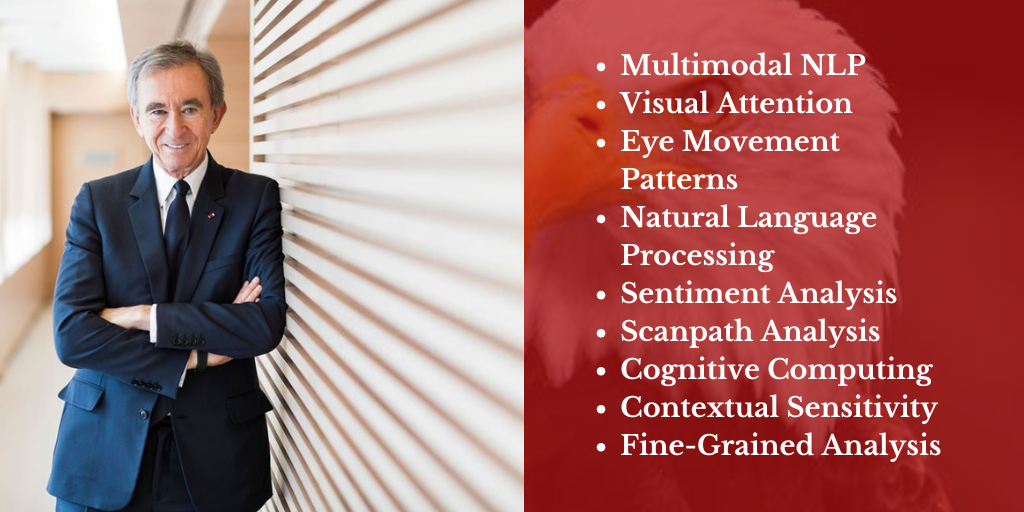 Multimodal NLP
Visual Attention
Eye Movement
Patterns
Natural Language
Processing
Sentiment Analysis
Scanpath Analysis
Cognitive Computing
Contextual Sensitivity
Fine-Grained Analysis